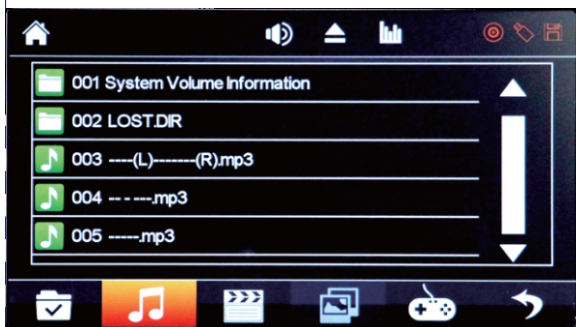 001 System Volume Information
002 LOST.DIR
003 ----(L)-------(R).mp3
004 -- - ---.mp3
005 -----.mp3